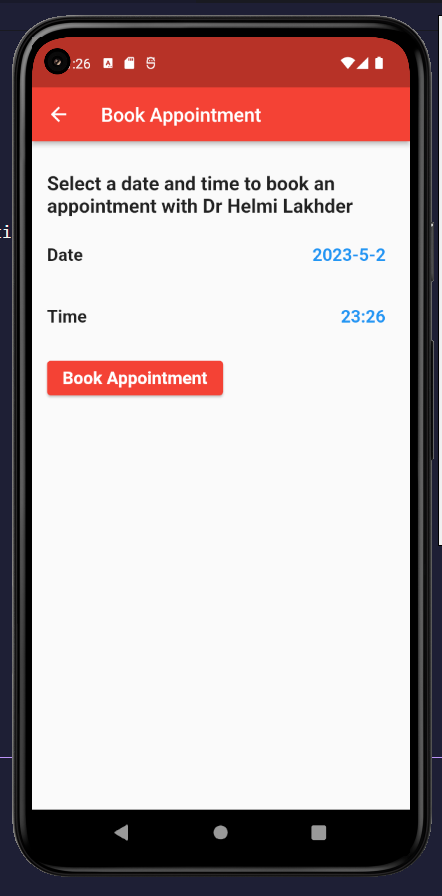 :26
Book Appointment
Select a date and time to book an
appointment with Dr Helmi Lakhder
Date 2023-5-2
Time 23:26
Book Appointment